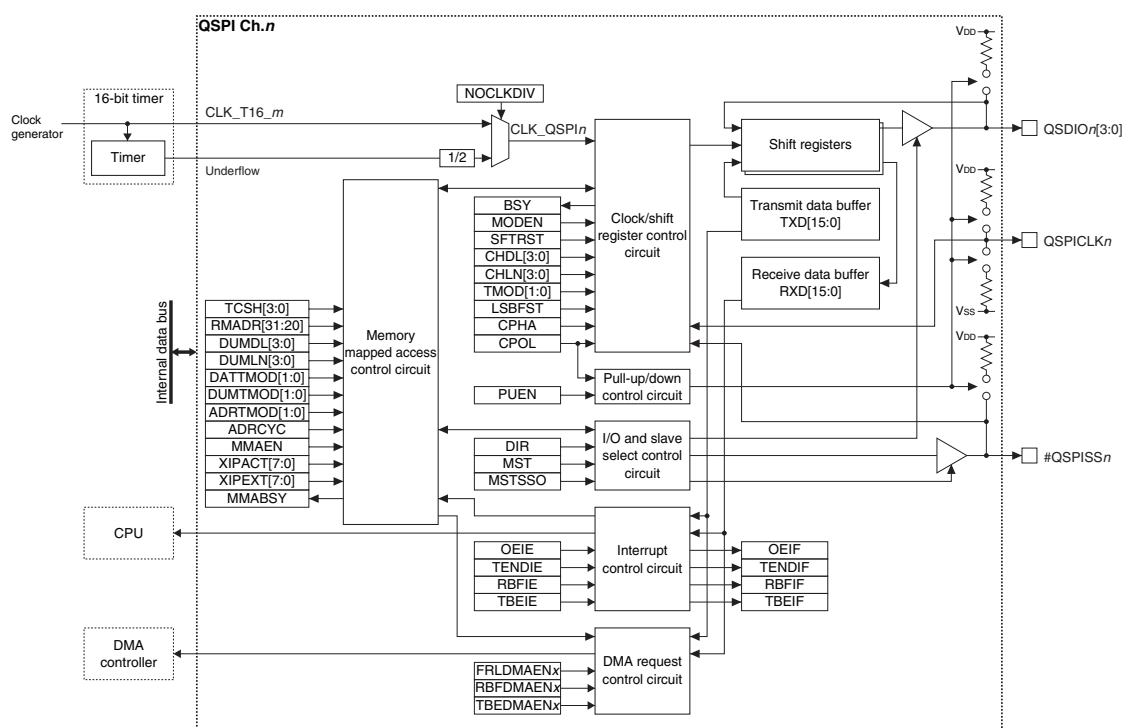 QSPI Ch.n
16-bit timer
Clock
generator
CLK_T16_m
Timer
Underflow
1/2
NOCLKDIV
CLK_QSPIn
BSY
MODEN
SFTRST
CHDL[3:0]
CHLN[3:0]
TMOD[1:0]
LSBFST
CPHA
CPOL
PUEN
DIR
MST
MSTSSO
Clock/shift
register control
circuit
Shift registers
Transmit data buffer
TXD[15:0]
Receive data buffer
RXD[15:0]
Pull-up/down
control circuit
I/O and slave
select control
circuit
VDD
QSDIOn[3:0]
VDD
QSPICLKn
VSS
VDD
#QSPISSn
Internal data bus
TCSH[3:0]
RMADR[31:20]
DUMDL[3:0]
DUMLN[3:0]
DATTMOD[1:0]
DUMTMOD[1:0]
ADRTMOD[1:0]
ADRCYC
MMAEN
XIPACT[7:0]
XIPEXT[7:0]
MMABSY
Memory
mapped access
control circuit
CPU
OEIE
TENDIE
RBFIE
TBEIE
Interrupt
control circuit
OEIF
TENDIF
RBFIF
TBEIF
DMA
controller
FRLDMAENx
RBFDMAENx
TBEDMAENx
DMA request
control circuit